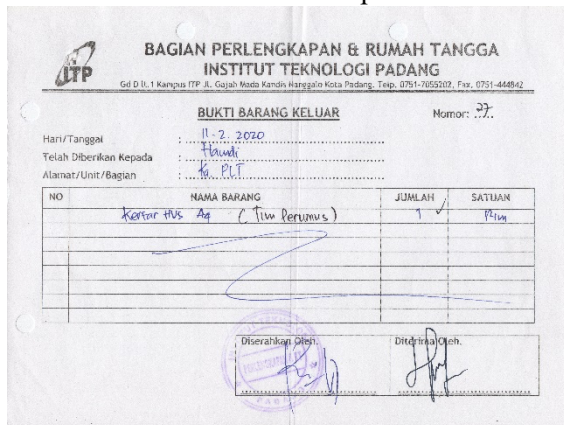 ITP
BAGIAN PERLENGKAPAN & RUMAH TANGGA
INSTITUT TEKNOLOGI PADANG
Gd D Lt. 1 Kampus ITP Jl. Gajah Mada Kandis Nanggalo Kota Padang, Telp. 0751-7055202, Fax. 0751-444842
BUKTI BARANG KELUAR
Nomor: 27
Hari/Tanggal : 11-2-2020
Telah Diberikan Kepada : Hamdi
Alamat/Unit/Bagian : Ka. PLT
NO NAMA BARANG JUMLAH SATUAN
Kertas HVS A4 (Tim Perumus) 1 ✓ Rim
Diserahkan Oleh, Diterima Oleh,